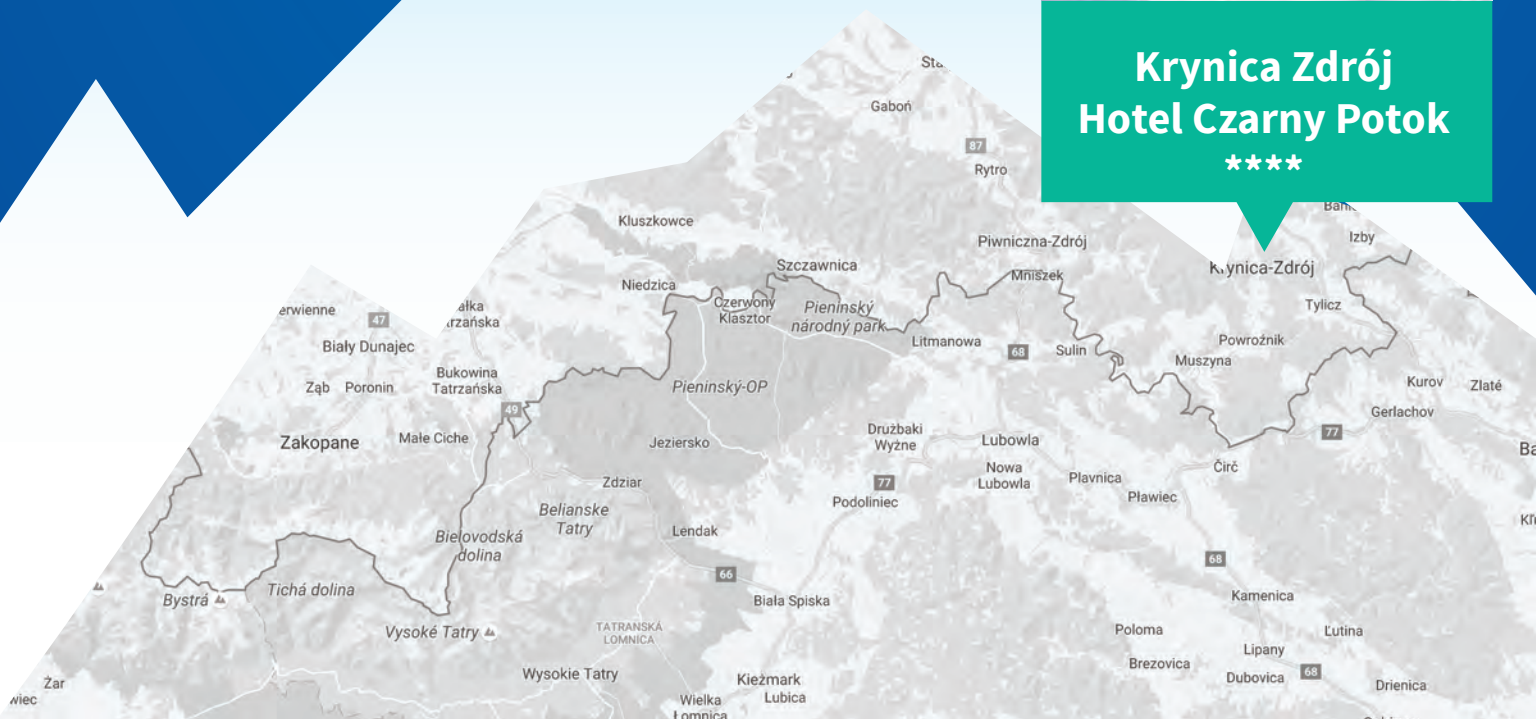 Krynica Zdrój
Hotel Czarny Potok
****
Gaboń
87
Rytro
Kluszkowce
Izby
Piwniczna-Zdrój
Szczawnica
Krynica-Zdrój
Mniszek
Niedzica
Czerwony
Klasztor
Pieninský
národný park
Tylicz
47
Biały Dunajec
Litmanowa
68
Sulin
Powroźnik
Muszyna
Bukowina
Tatrzańska
Ząb
Poronin
Pieninský-OP
Kurov
Zlaté
49
Gerlachov
Zakopane
Małe Ciche
Jeziersko
Drużbaki
Wyżne
Lubowla
77
Nowa
Lubowla
Čirč
Zdziar
77
Podoliniec
Plavnica
Pławiec
Belianske
Tatry
Lendak
Bielovodská
dolina
68
66
Tichá dolina
Bystrá
Biała Spiska
Kamenica
Vysoké Tatry
TATRANSKÁ
LOMNICA
Poloma
Ľutina
Lipany
Brezovica
68
Wysokie Tatry
Kieżmark
Dubovica
Drienica
Żar
Wielka
Łomnica
Lubica